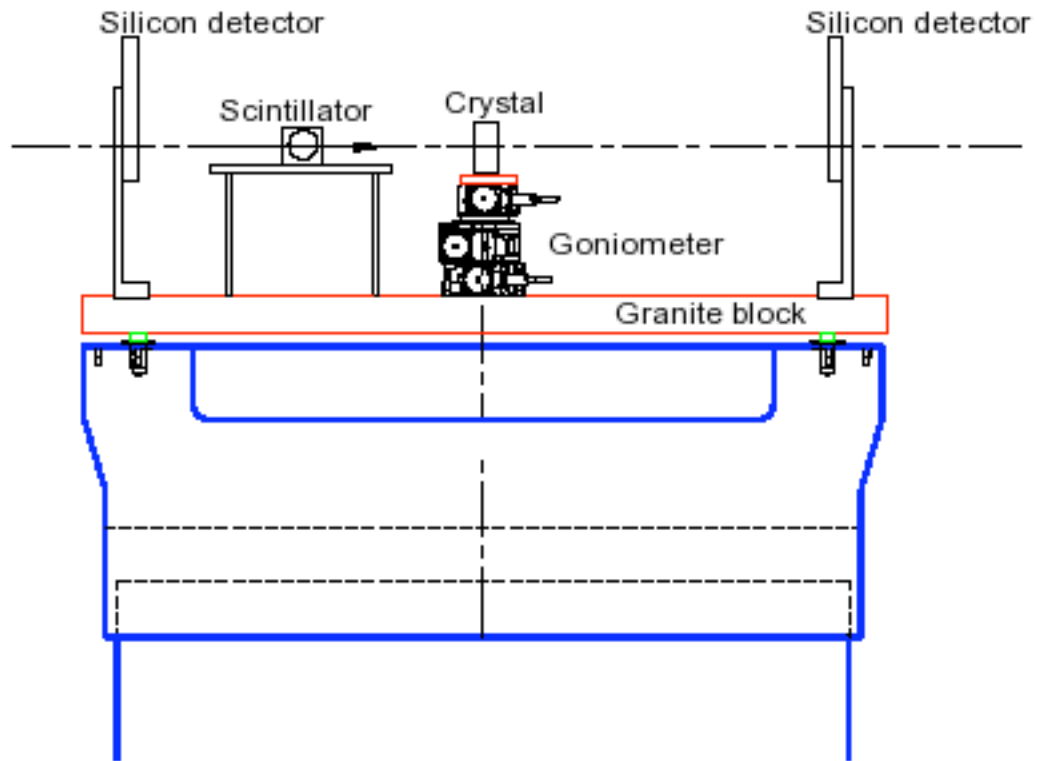 Silicon detector
Silicon detector
Scintillator
Crystal
Goniometer
Granite block